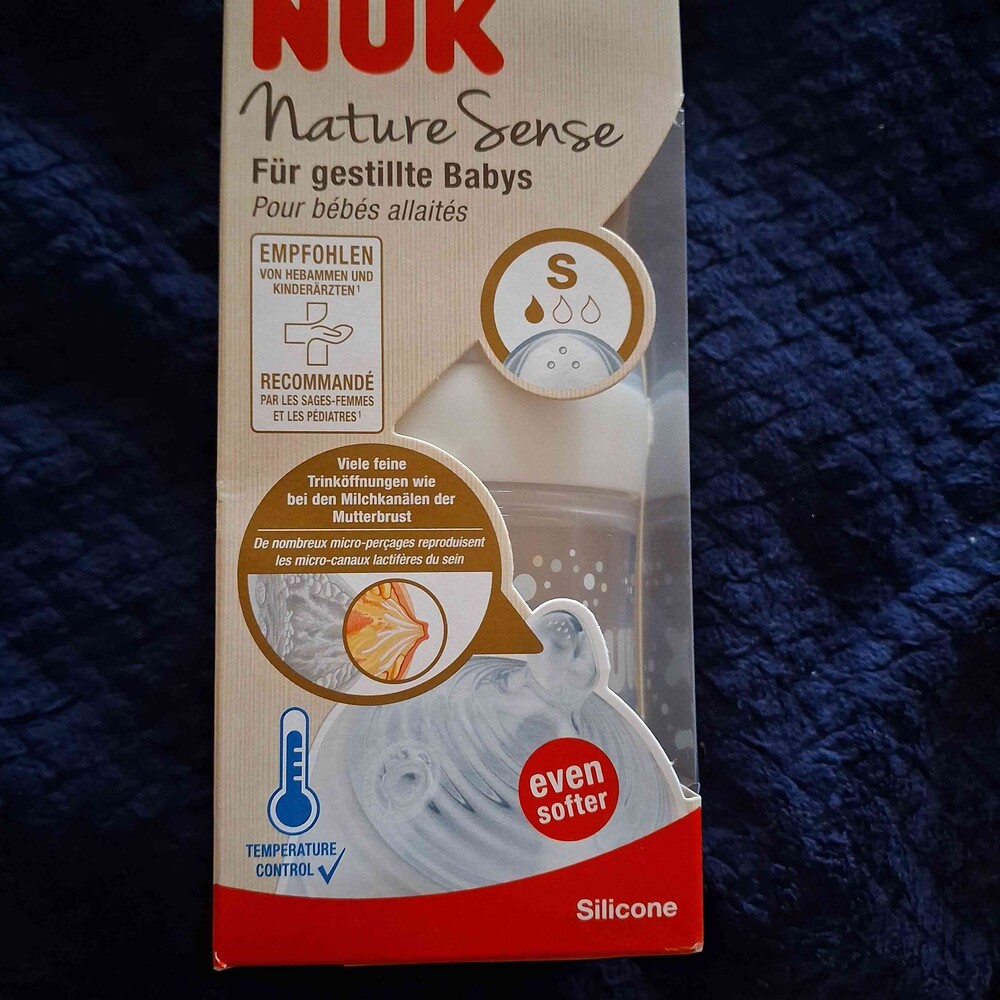 NUK
Nature Sense
Für gestillte Babys
Pour bébés allaités
EMPFOHLEN
VON HEBAMMEN UND
KINDERÄRZTEN¹
RECOMMANDÉ
PAR LES SAGES-FEMMES
ET LES PÉDIATRES¹
S
Viele feine
Trinköffnungen wie
bei den Milchkanälen der
Mutterbrust
De nombreux micro-perçages reproduisent
les micro-canaux lactifères du sein
even
softer
TEMPERATURE
CONTROL
Silicone